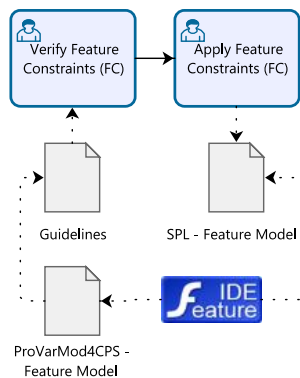 Verify Feature
Constraints (FC)
Apply Feature
Constraints (FC)
Guidelines
SPL - Feature Model
IDE
Feature
ProVarMod4CPS -
Feature Model